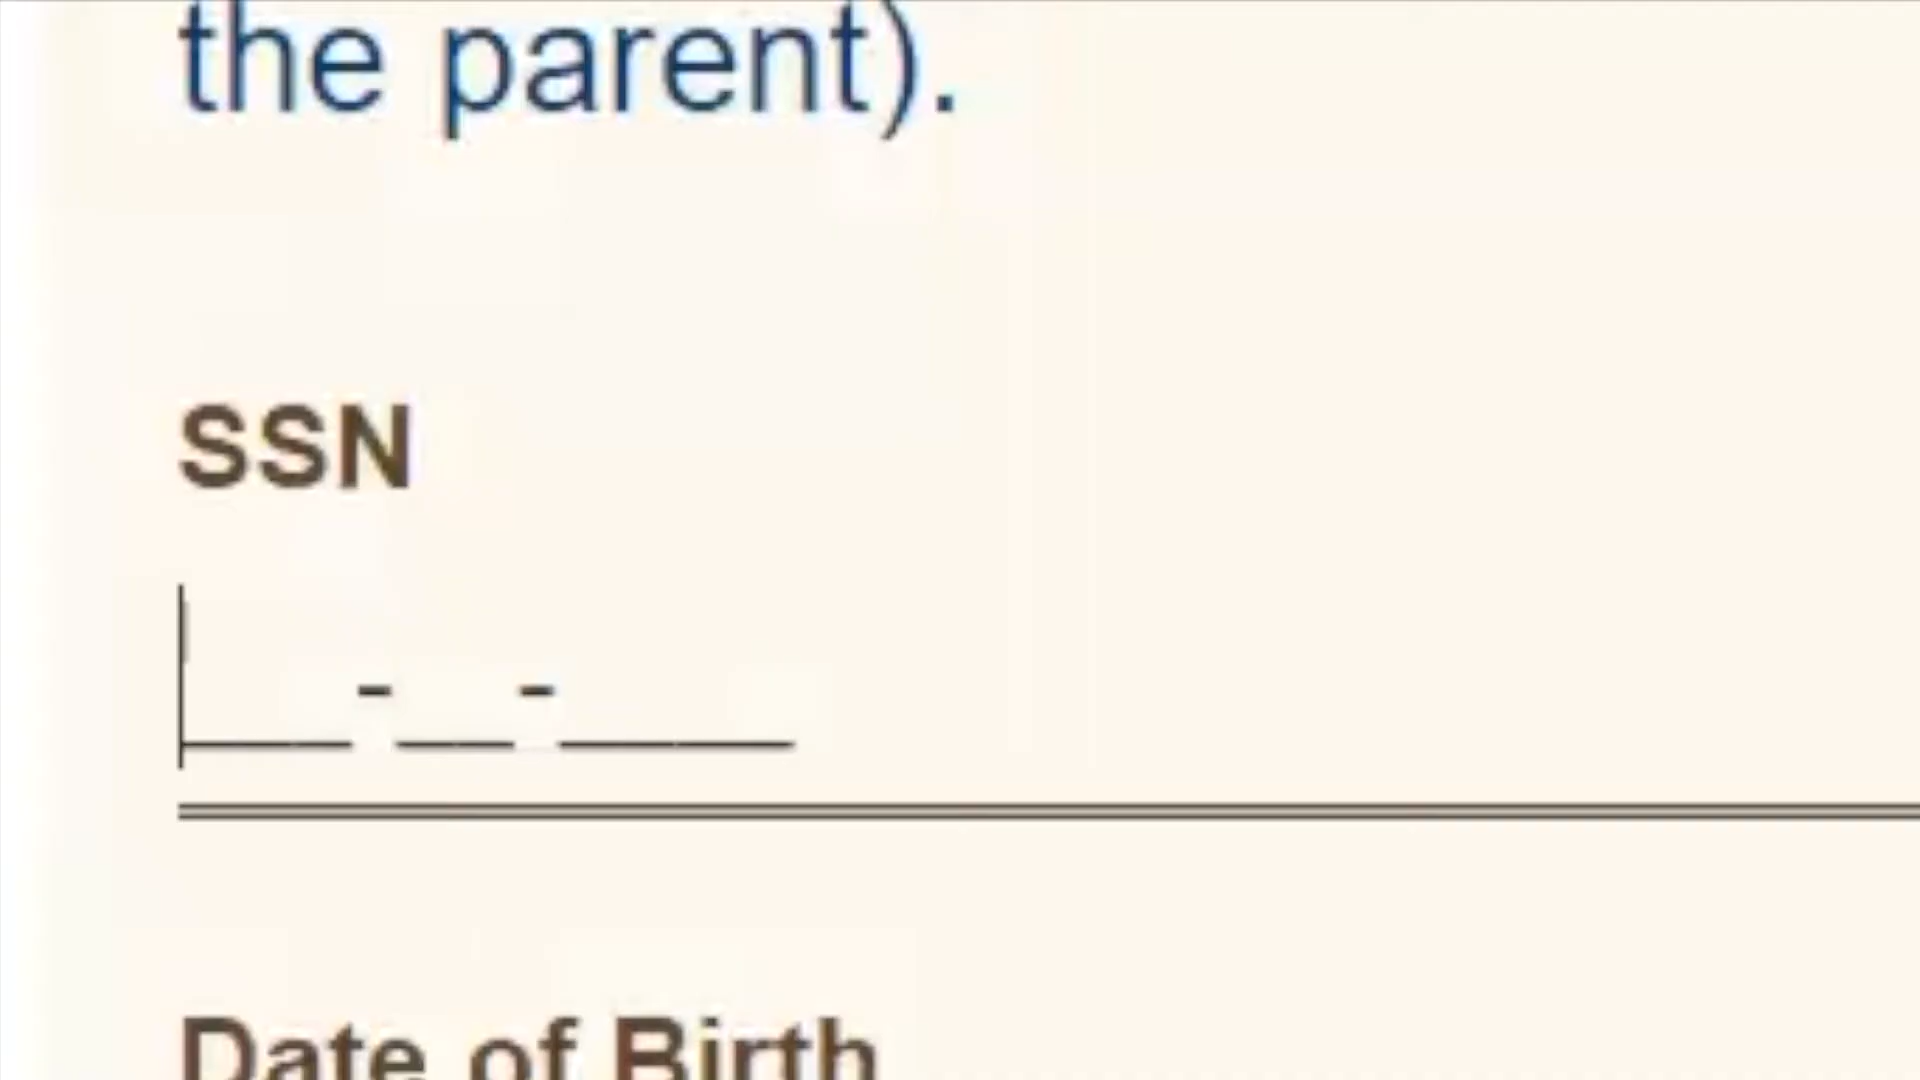 the parent).
SSN
___-__-____
Date of Birth